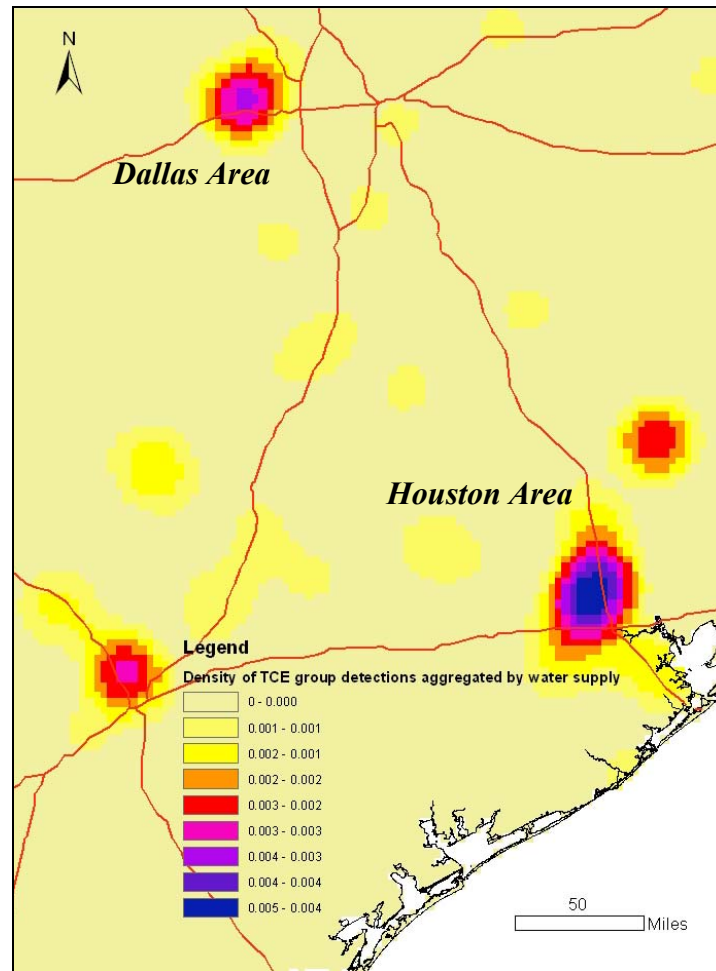 N
Dallas Area
Houston Area
Legend
Density of TCE group detections aggregated by water supply
0 - 0.000
0.001 - 0.001
0.002 - 0.001
0.002 - 0.002
0.003 - 0.002
0.003 - 0.003
0.004 - 0.003
0.004 - 0.004
0.005 - 0.004
50
Miles